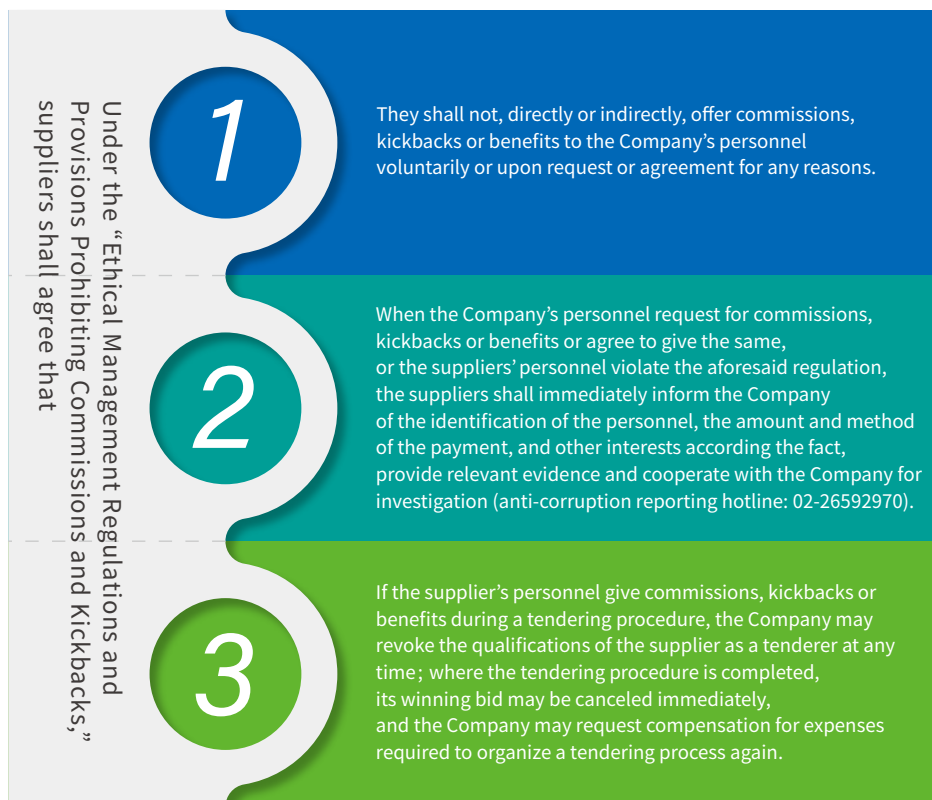 Under the “Ethical Management Regulations and
Provisions Prohibiting Commissions and Kickbacks,”
suppliers shall agree that
1
They shall not, directly or indirectly, offer commissions,
kickbacks or benefits to the Company’s personnel
voluntarily or upon request or agreement for any reasons.
2
When the Company’s personnel request for commissions,
kickbacks or benefits or agree to give the same,
or the suppliers’ personnel violate the aforesaid regulation,
the suppliers shall immediately inform the Company
of the identification of the personnel, the amount and method
of the payment, and other interests according the fact,
provide relevant evidence and cooperate with the Company for
investigation (anti-corruption reporting hotline: 02-26592970).
3
If the supplier’s personnel give commissions, kickbacks or
benefits during a tendering procedure, the Company may
revoke the qualifications of the supplier as a tenderer at any
time; where the tendering procedure is completed,
its winning bid may be canceled immediately,
and the Company may request compensation for expenses
required to organize a tendering process again.